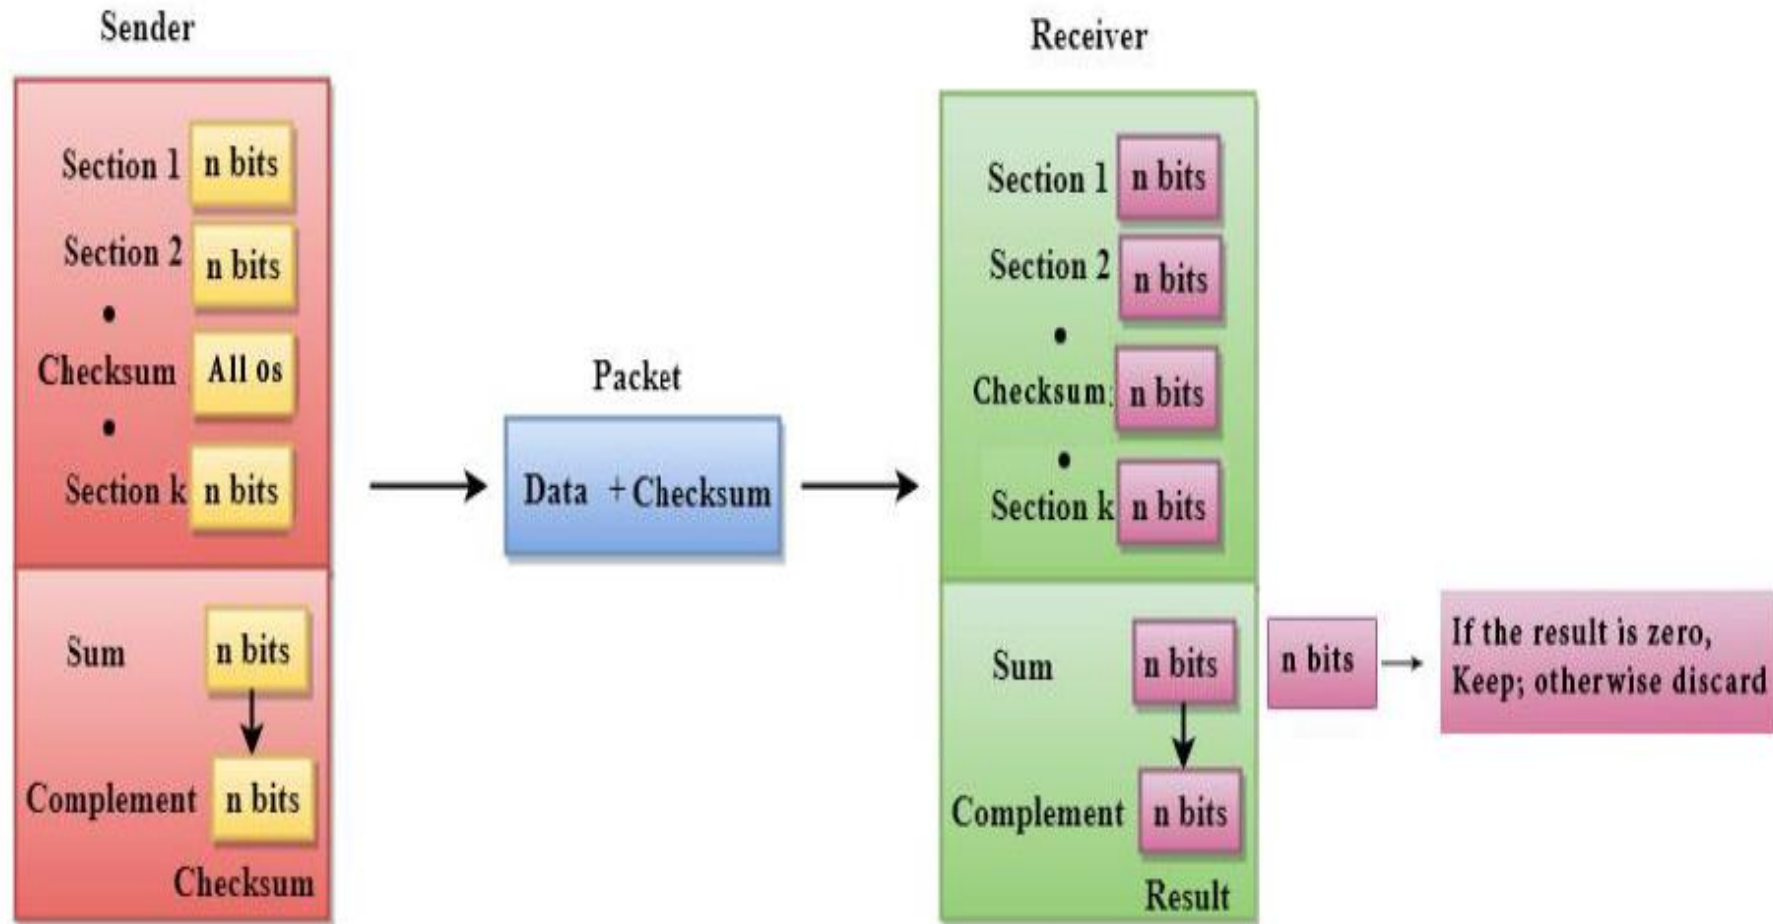 Sender
Section 1 n bits
Section 2 n bits
Checksum All 0s
Section k n bits
Sum n bits
Complement n bits
Checksum
Packet
Data + Checksum
Receiver
Section 1 n bits
Section 2 n bits
Checksum: n bits
Section k n bits
Sum n bits
Complement n bits
Result
n bits
If the result is zero,
Keep; otherwise discard